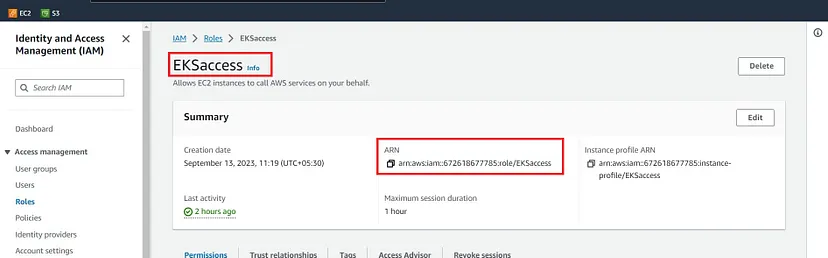 EC2 S3
Identity and Access
Management (IAM)
Search IAM
Dashboard
Access management
User groups
Users
Roles
Policies
Identity providers
Account settings
IAM > Roles > EKSaccess
EKSaccess Info
Allows EC2 instances to call AWS services on your behalf.
Delete
Summary
Edit
Creation date
September 13, 2023, 11:19 (UTC+05:30)
ARN
arn:aws:iam::672618677785:role/EKSaccess
Instance profile ARN
arn:aws:iam::672618677785:instance-
profile/EKSaccess
Last activity
2 hours ago
Maximum session duration
1 hour
Permissions Trust relationships Tags Access Advisor Revoke sessions